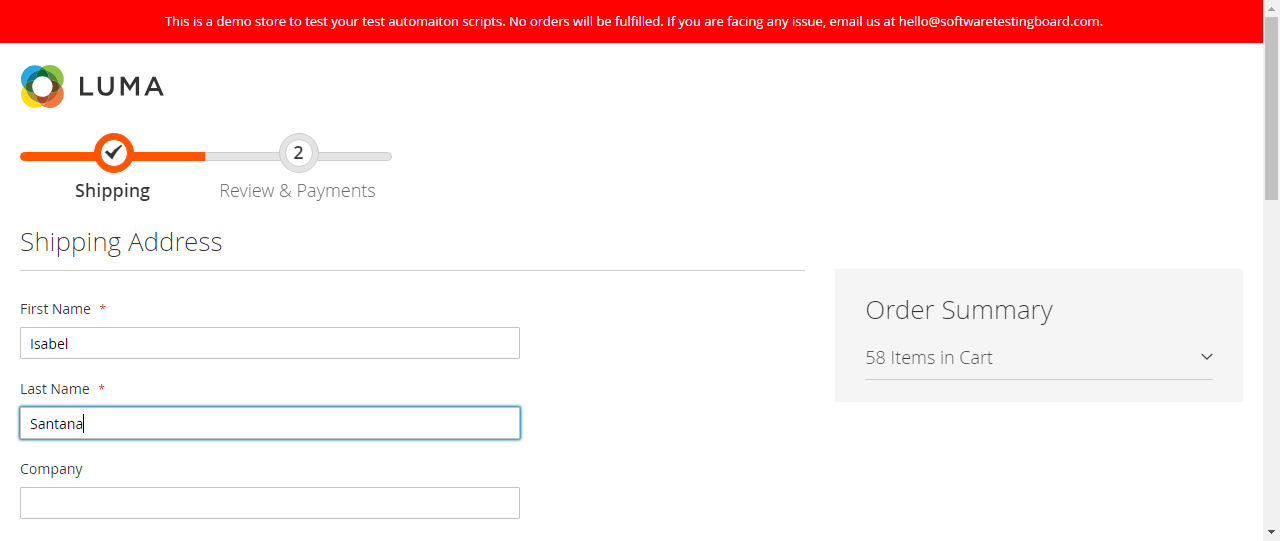 This is a demo store to test your test automaiton scripts. No orders will be fulfilled. If you are facing any issue, email us at hello@softwaretestingboard.com.
LUMA
2
Shipping
Review & Payments
Shipping Address
First Name *
Isabel
Last Name *
Santana
Company
Order Summary
58 Items in Cart